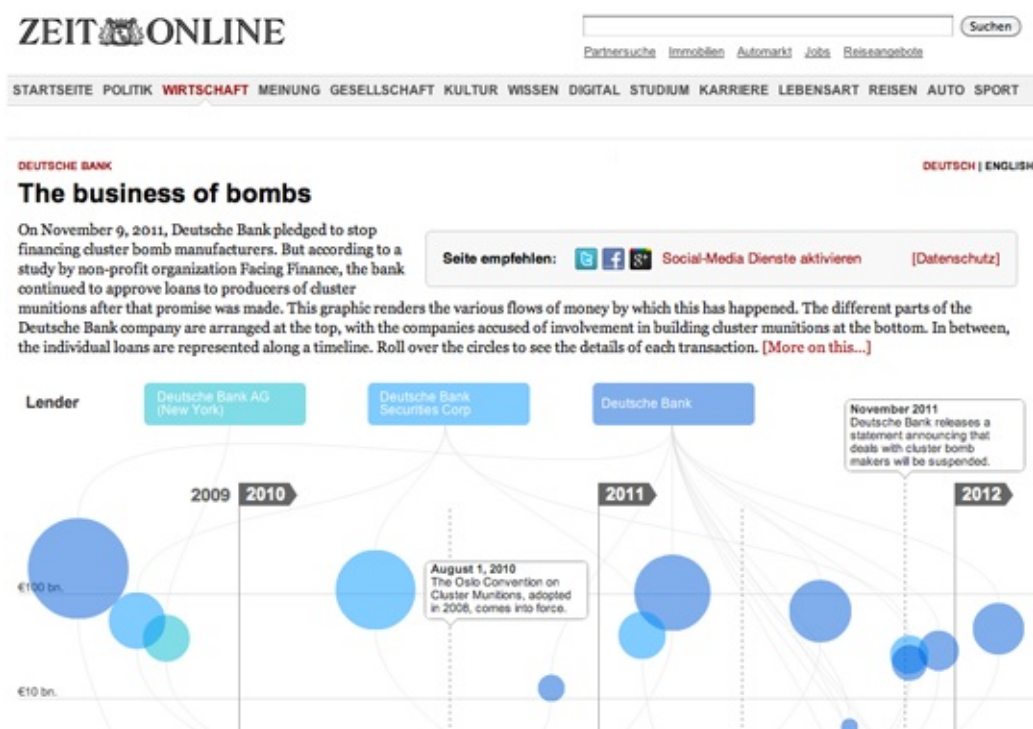 ZEIT ONLINE
Suchen
Partnersuche Immobilien Automarkt Jobs Reiseangebote
STARTSEITE POLITIK WIRTSCHAFT MEINUNG GESELLSCHAFT KULTUR WISSEN DIGITAL STUDIUM KARRIERE LEBENSART REISEN AUTO SPORT
DEUTSCHE BANK
DEUTSCH | ENGLISH
The business of bombs
On November 9, 2011, Deutsche Bank pledged to stop
financing cluster bomb manufacturers. But according to a
study by non-profit organization Facing Finance, the bank
continued to approve loans to producers of cluster
Seite empfehlen: Social-Media Dienste aktivieren [Datenschutz]
munitions after that promise was made. This graphic renders the various flows of money by which this has happened. The different parts of the
Deutsche Bank company are arranged at the top, with the companies accused of involvement in building cluster munitions at the bottom. In between,
the individual loans are represented along a timeline. Roll over the circles to see the details of each transaction. [More on this...]
Lender
Deutsche Bank AG
(New York)
Deutsche Bank
Securities Corp
Deutsche Bank
November 2011
Deutsche Bank releases a
statement announcing that
deals with cluster bomb
makers will be suspended.
2009 2010
2011
2012
August 1, 2010
The Oslo Convention on
Cluster Munitions, adopted
in 2008, comes into force.
€100 bn.
€10 bn.